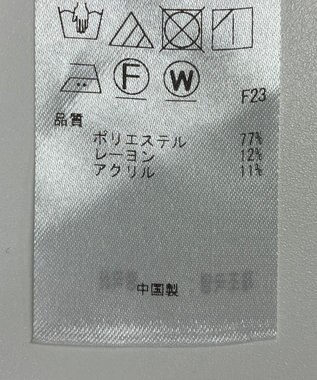 F W
F23
品質
ポリエステル 77%
レーヨン 12%
アクリル 11%
中国製